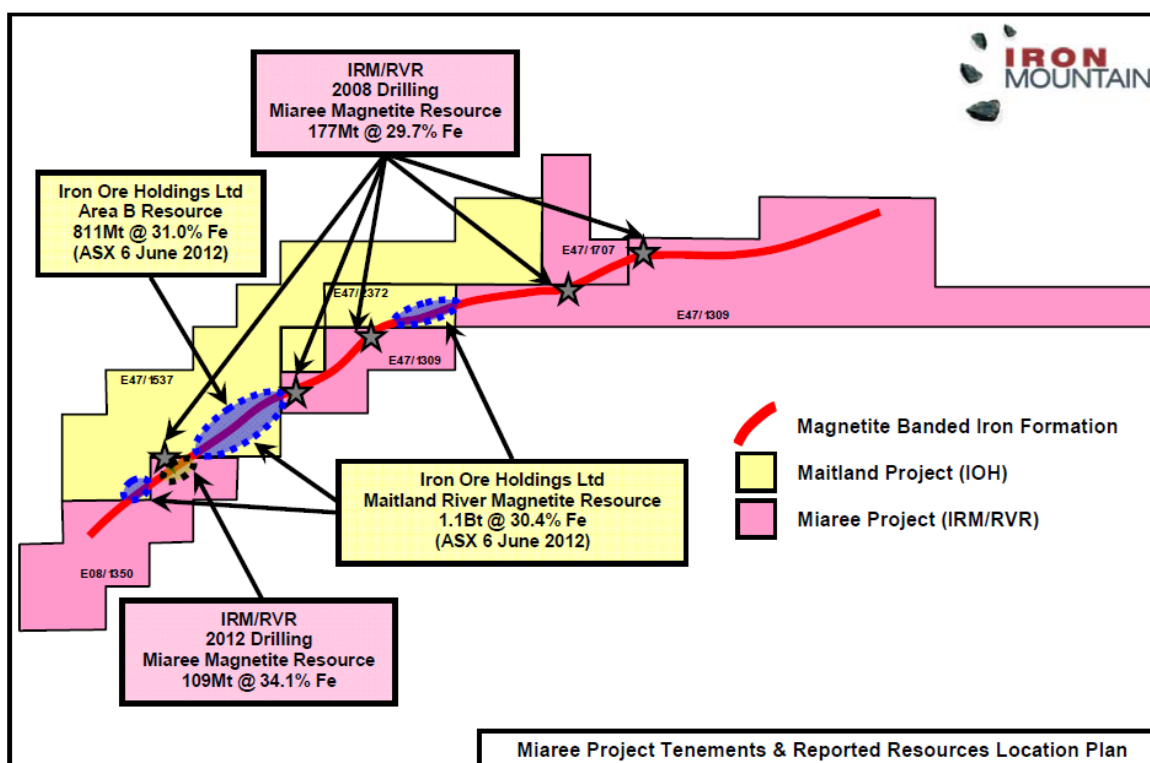 IRON
MOUNTAIN
IRM/RVR
2008 Drilling
Miaree Magnetite Resource
177Mt @ 29.7% Fe
Iron Ore Holdings Ltd
Area B Resource
811Mt @ 31.0% Fe
(ASX 6 June 2012)
E47/1707
E47/2372
E47/1309
E47/1309
E47/1537
Magnetite Banded Iron Formation
Maitland Project (IOH)
Miaree Project (IRM/RVR)
Iron Ore Holdings Ltd
Maitland River Magnetite Resource
1.1Bt @ 30.4% Fe
(ASX 6 June 2012)
E08/1350
IRM/RVR
2012 Drilling
Miaree Magnetite Resource
109Mt @ 34.1% Fe
Miaree Project Tenements & Reported Resources Location Plan